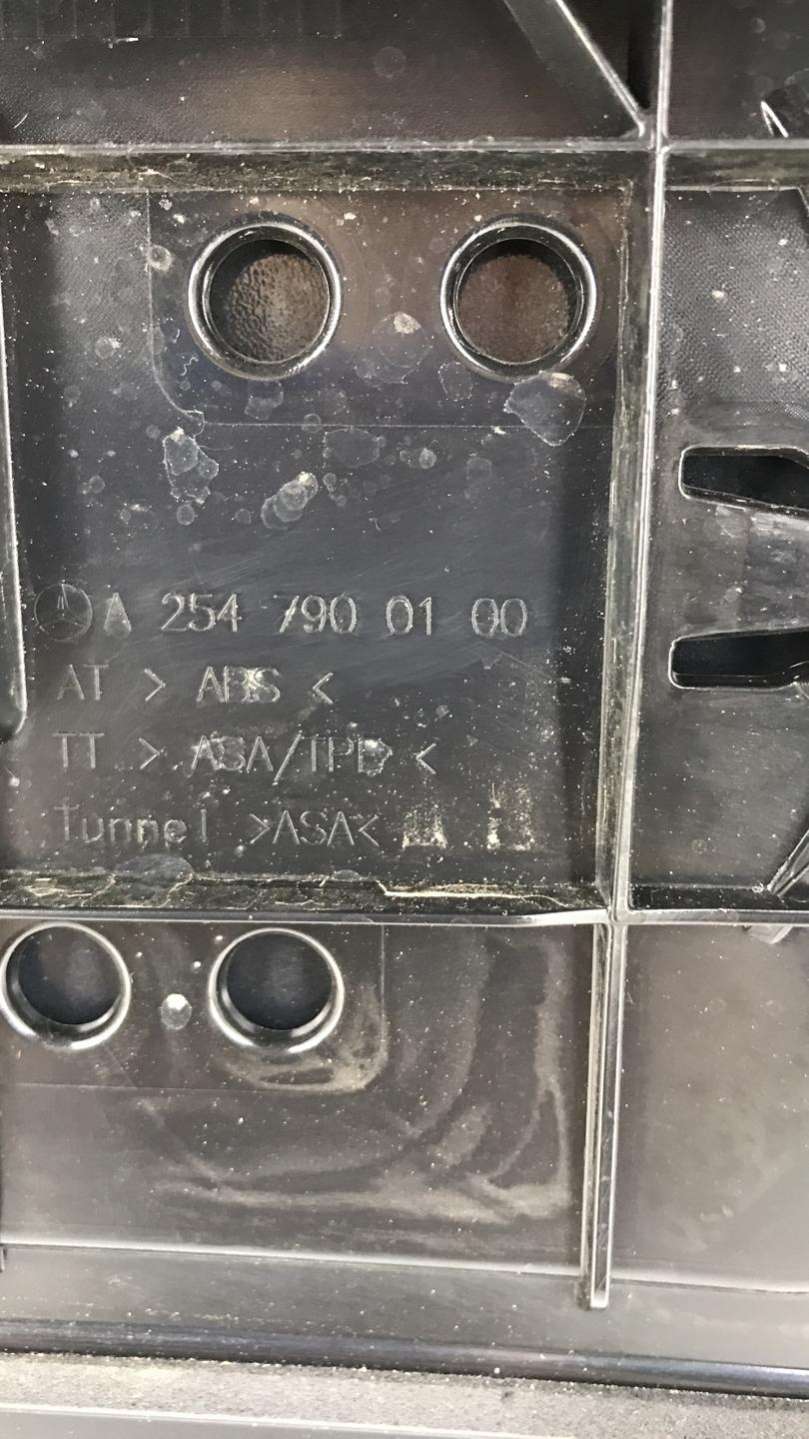 A 254 790 01 00
AT > ABS <
TT > ASA/TPD <
Tunnel >ASA<